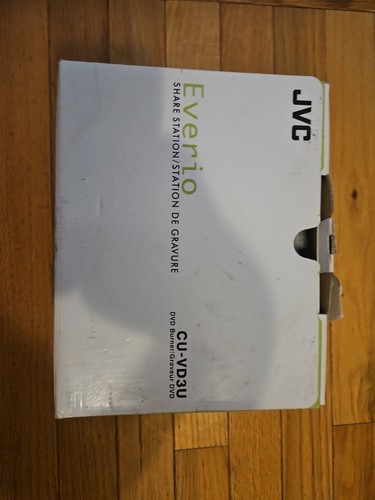 JVC
Everio
SHARE STATION/STATION DE GRAVURE
CU-VD3U
DVD Burner/Graveur DVD